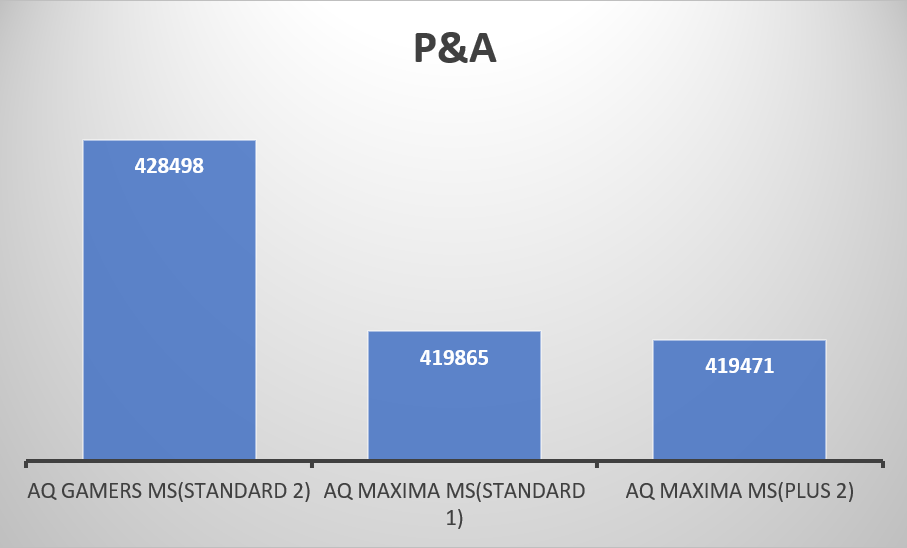 P&A
428498
419865
419471
AQ GAMERS MS(STANDARD 2)
AQ MAXIMA MS(STANDARD
1)
AQ MAXIMA MS(PLUS 2)